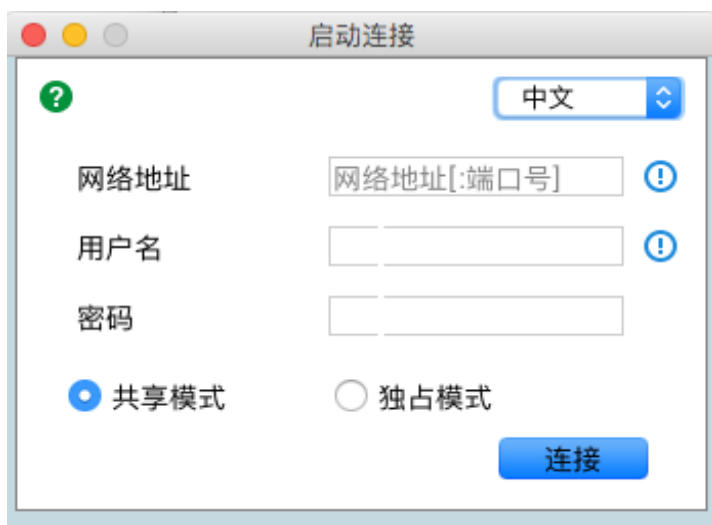 启动连接
中文
网络地址 网络地址[:端口号]
用户名
密码
共享模式 独占模式
连接